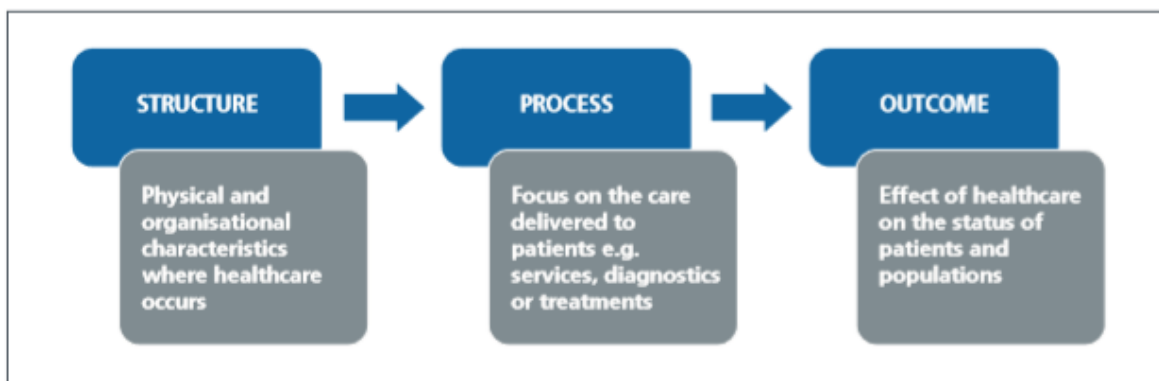 STRUCTURE
Physical and
organisational
characteristics
where healthcare
occurs
PROCESS
Focus on the care
delivered to
patients e.g.
services, diagnostics
or treatments
OUTCOME
Effect of healthcare
on the status of
patients and
populations